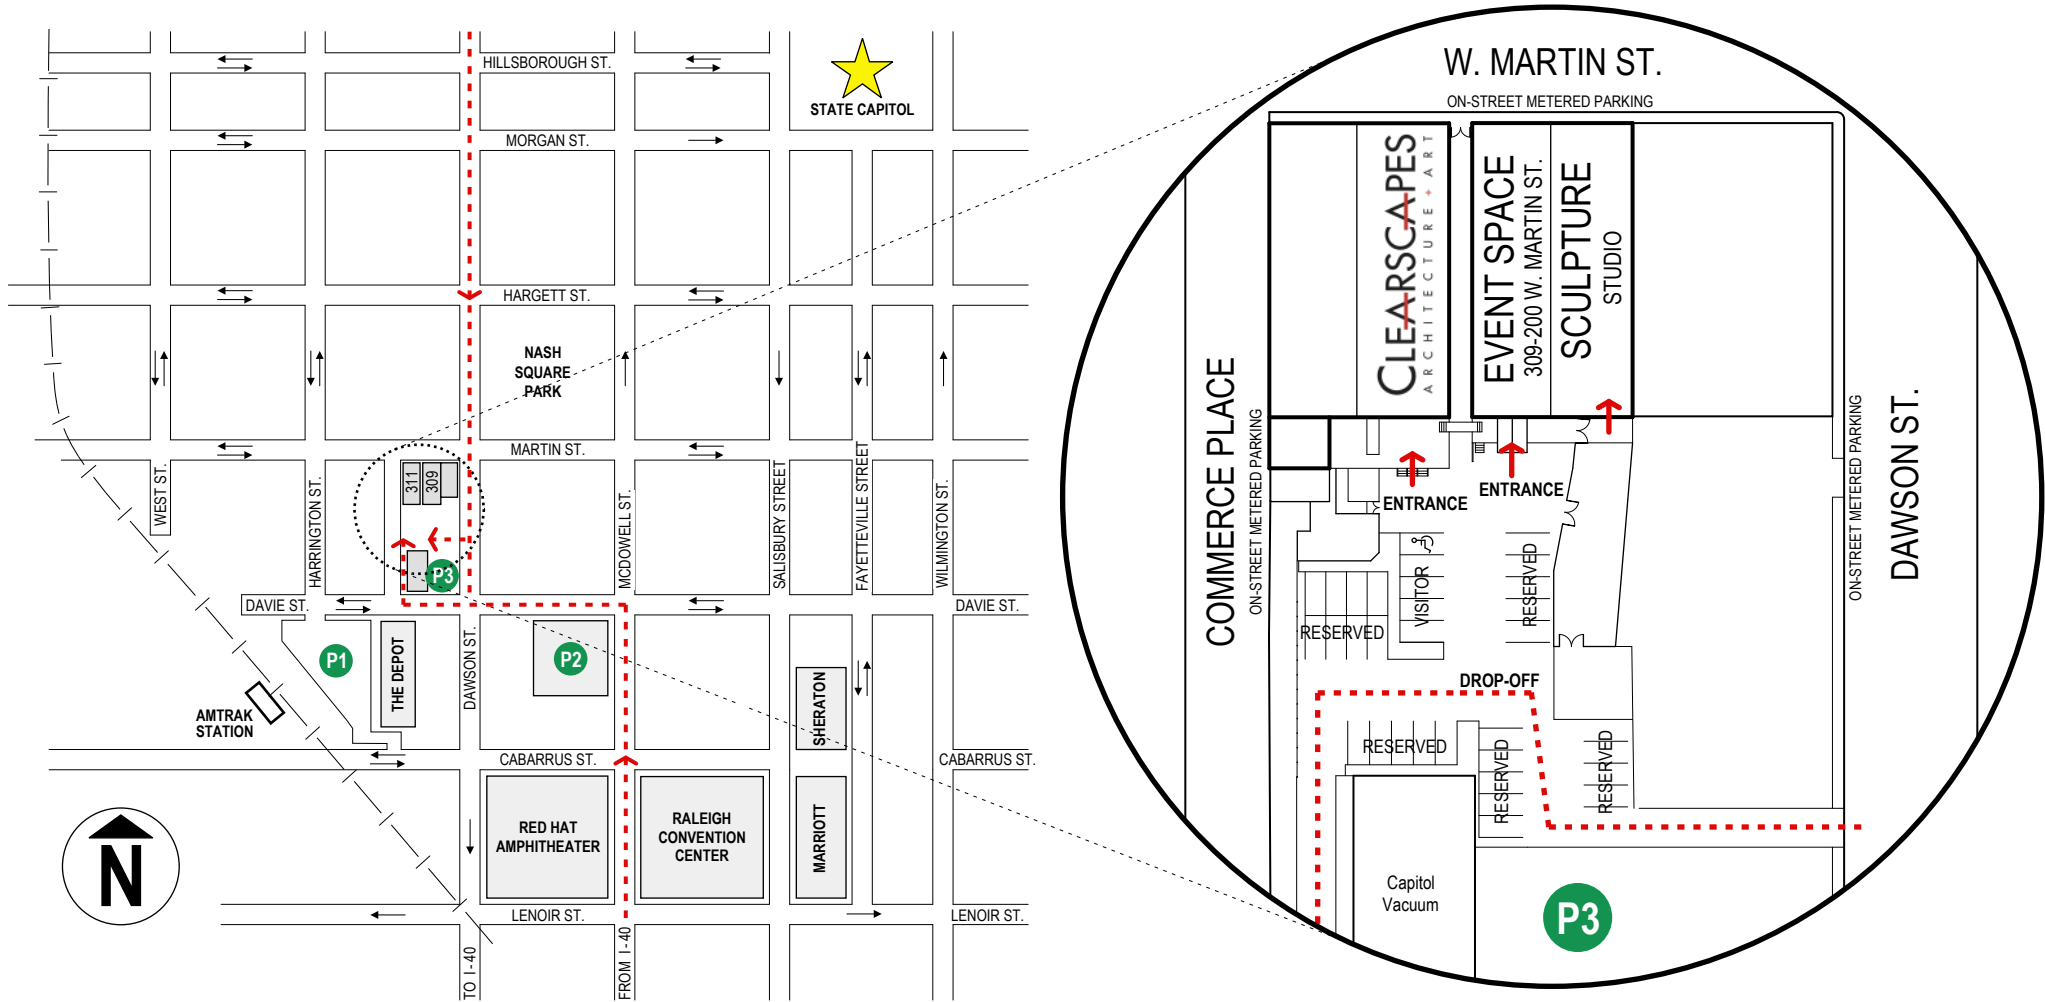 HILLSBOROUGH ST.
STATE CAPITOL
MORGAN ST.
HARGETT ST.
NASH
SQUARE
PARK
MARTIN ST.
WEST ST.
HARRINGTON ST.
311
309
MCDOWELL ST.
SALISBURY STREET
FAYETTEVILLE STREET
WILMINGTON ST.
P3
DAVIE ST.
DAVIE ST.
P1
THE DEPOT
DAWSON ST.
P2
SHERATON
AMTRAK
STATION
CABARRUS ST.
CABARRUS ST.
N
RED HAT
AMPHITHEATER
RALEIGH
CONVENTION
CENTER
MARRIOTT
LENOIR ST.
LENOIR ST.
TO I-40
FROM I-40
W. MARTIN ST.
ON-STREET METERED PARKING
CLEARSCAPES
ARCHITECTURE + ART
EVENT SPACE
309-200 W. MARTIN ST.
SCULPTURE
STUDIO
COMMERCE PLACE
ON-STREET METERED PARKING
ON-STREET METERED PARKING
DAWSON ST.
ENTRANCE
ENTRANCE
VISITOR
RESERVED
RESERVED
DROP-OFF
RESERVED
RESERVED
RESERVED
Capitol
Vacuum
P3